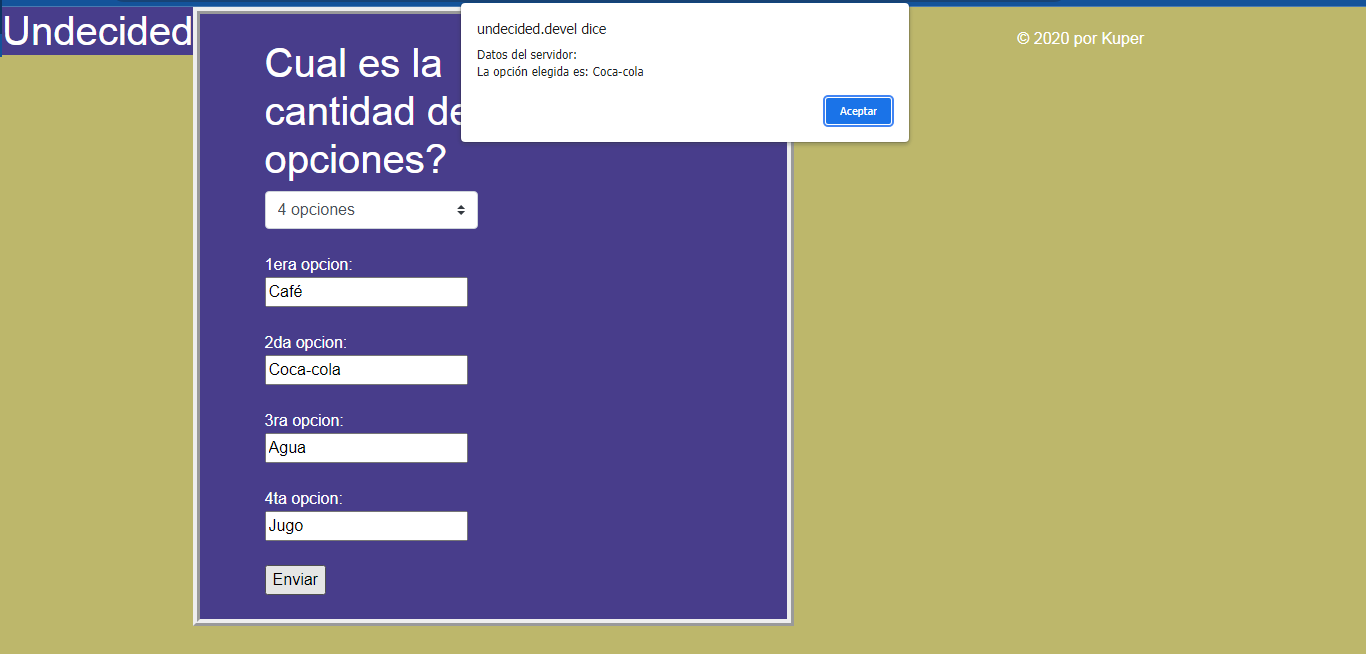 Undecided
Cual es la
cantidad de
opciones?
4 opciones
1era opcion:
Café
2da opcion:
Coca-cola
3ra opcion:
Agua
4ta opcion:
Jugo
Enviar
undecided.devel dice
Datos del servidor:
La opción elegida es: Coca-cola
Aceptar
© 2020 por Kuper